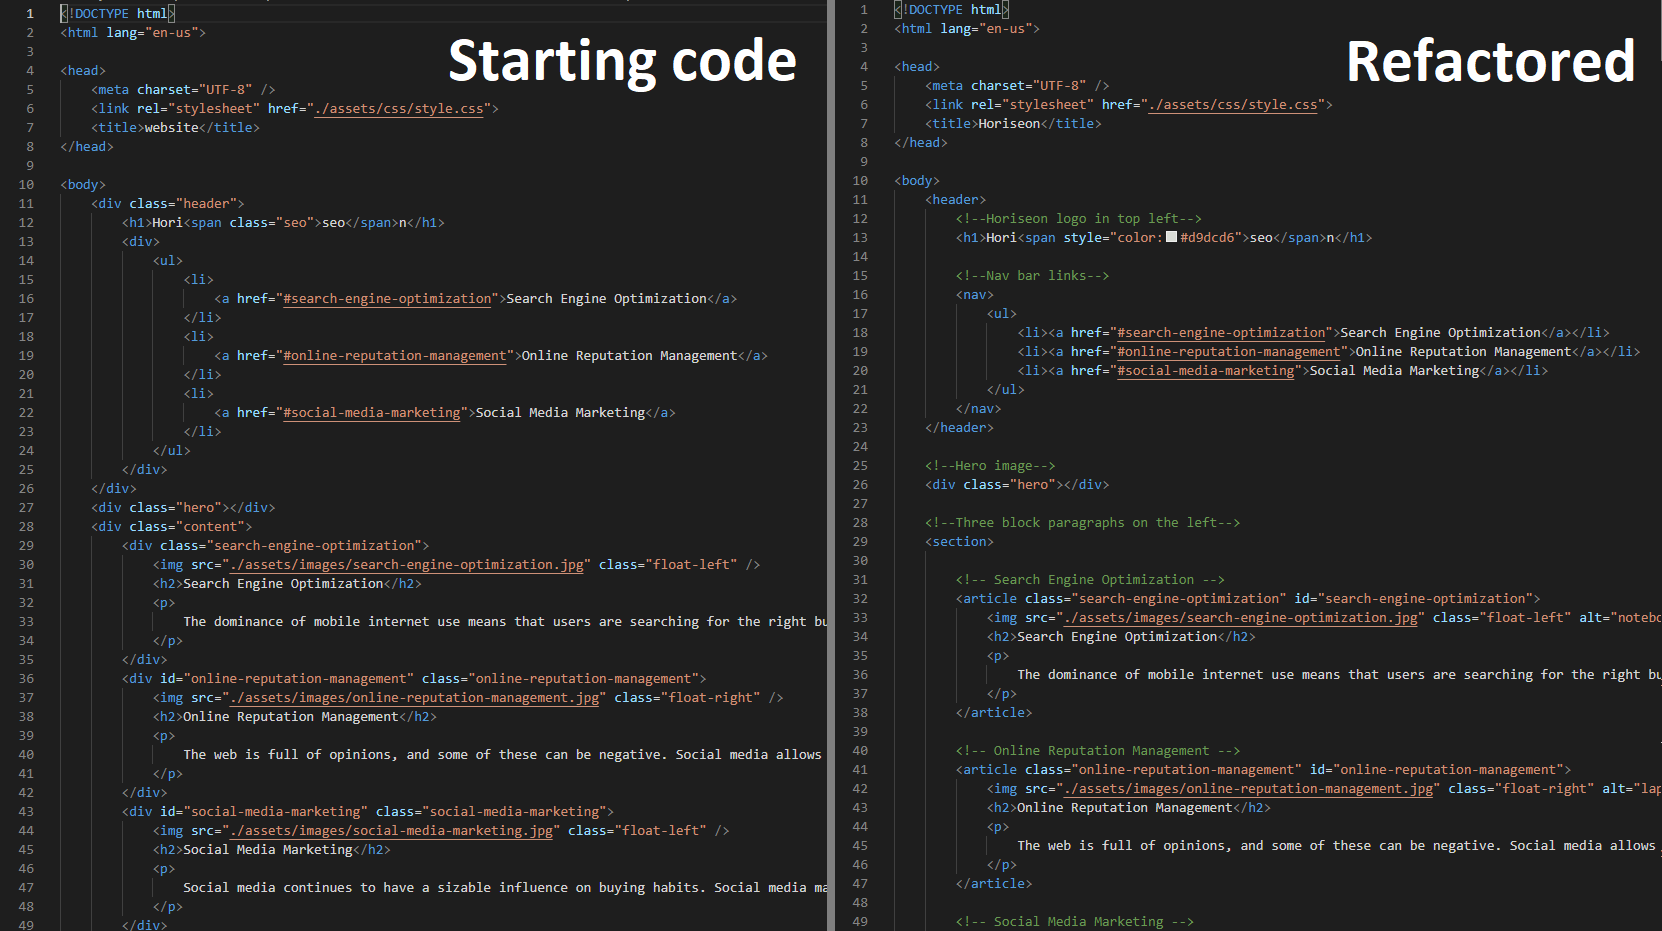 Starting code
1 <!DOCTYPE html>
2 <html lang="en-us">
3
4 <head>
5     <meta charset="UTF-8" />
6     <link rel="stylesheet" href="./assets/css/style.css">
7     <title>website</title>
8 </head>
9
10 <body>
11     <div class="header">
12         <h1>Hori<span class="seo">seo</span>n</h1>
13         <div>
14             <ul>
15                 <li>
16                     <a href="#search-engine-optimization">Search Engine Optimization</a>
17                 </li>
18                 <li>
19                     <a href="#online-reputation-management">Online Reputation Management</a>
20                 </li>
21                 <li>
22                     <a href="#social-media-marketing">Social Media Marketing</a>
23                 </li>
24             </ul>
25         </div>
26     </div>
27     <div class="hero"></div>
28     <div class="content">
29         <div class="search-engine-optimization">
30             <img src="./assets/images/search-engine-optimization.jpg" class="float-left" />
31             <h2>Search Engine Optimization</h2>
32             <p>
33                 The dominance of mobile internet use means that users are searching for the right bu
34             </p>
35         </div>
36         <div id="online-reputation-management" class="online-reputation-management">
37             <img src="./assets/images/online-reputation-management.jpg" class="float-right" />
38             <h2>Online Reputation Management</h2>
39             <p>
40                 The web is full of opinions, and some of these can be negative. Social media allows
41             </p>
42         </div>
43         <div id="social-media-marketing" class="social-media-marketing">
44             <img src="./assets/images/social-media-marketing.jpg" class="float-left" />
45             <h2>Social Media Marketing</h2>
46             <p>
47                 Social media continues to have a sizable influence on buying habits. Social media ma
48             </p>
49         </div>
Refactored
1 <!DOCTYPE html>
2 <html lang="en-us">
3
4 <head>
5     <meta charset="UTF-8" />
6     <link rel="stylesheet" href="./assets/css/style.css">
7     <title>Horiseon</title>
8 </head>
9
10 <body>
11     <header>
12         <!--Horiseon logo in top left-->
13         <h1>Hori<span style="color:#d9dcd6">seo</span>n</h1>
14
15         <!--Nav bar links-->
16         <nav>
17             <ul>
18                 <li><a href="#search-engine-optimization">Search Engine Optimization</a></li>
19                 <li><a href="#online-reputation-management">Online Reputation Management</a></li>
20                 <li><a href="#social-media-marketing">Social Media Marketing</a></li>
21             </ul>
22         </nav>
23     </header>
24
25     <!--Hero image-->
26     <div class="hero"></div>
27
28     <!--Three block paragraphs on the left-->
29     <section>
30
31         <!-- Search Engine Optimization -->
32         <article class="search-engine-optimization" id="search-engine-optimization">
33             <img src="./assets/images/search-engine-optimization.jpg" class="float-left" alt="notebo
34             <h2>Search Engine Optimization</h2>
35             <p>
36                 The dominance of mobile internet use means that users are searching for the right bu
37             </p>
38         </article>
39
40         <!-- Online Reputation Management -->
41         <article class="online-reputation-management" id="online-reputation-management">
42             <img src="./assets/images/online-reputation-management.jpg" class="float-right" alt="lap
43             <h2>Online Reputation Management</h2>
44             <p>
45                 The web is full of opinions, and some of these can be negative. Social media allows
46             </p>
47         </article>
48
49         <!-- Social Media Marketing -->